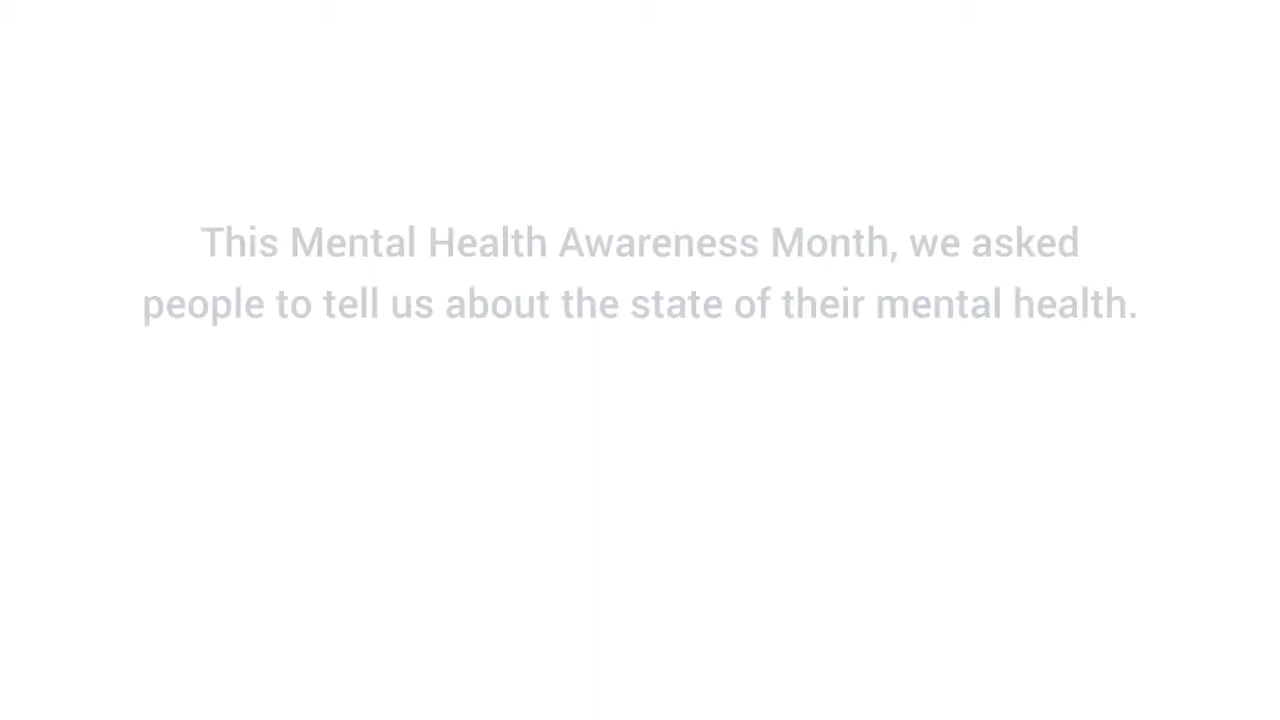 This Mental Health Awareness Month, we asked
people to tell us about the state of their mental health.